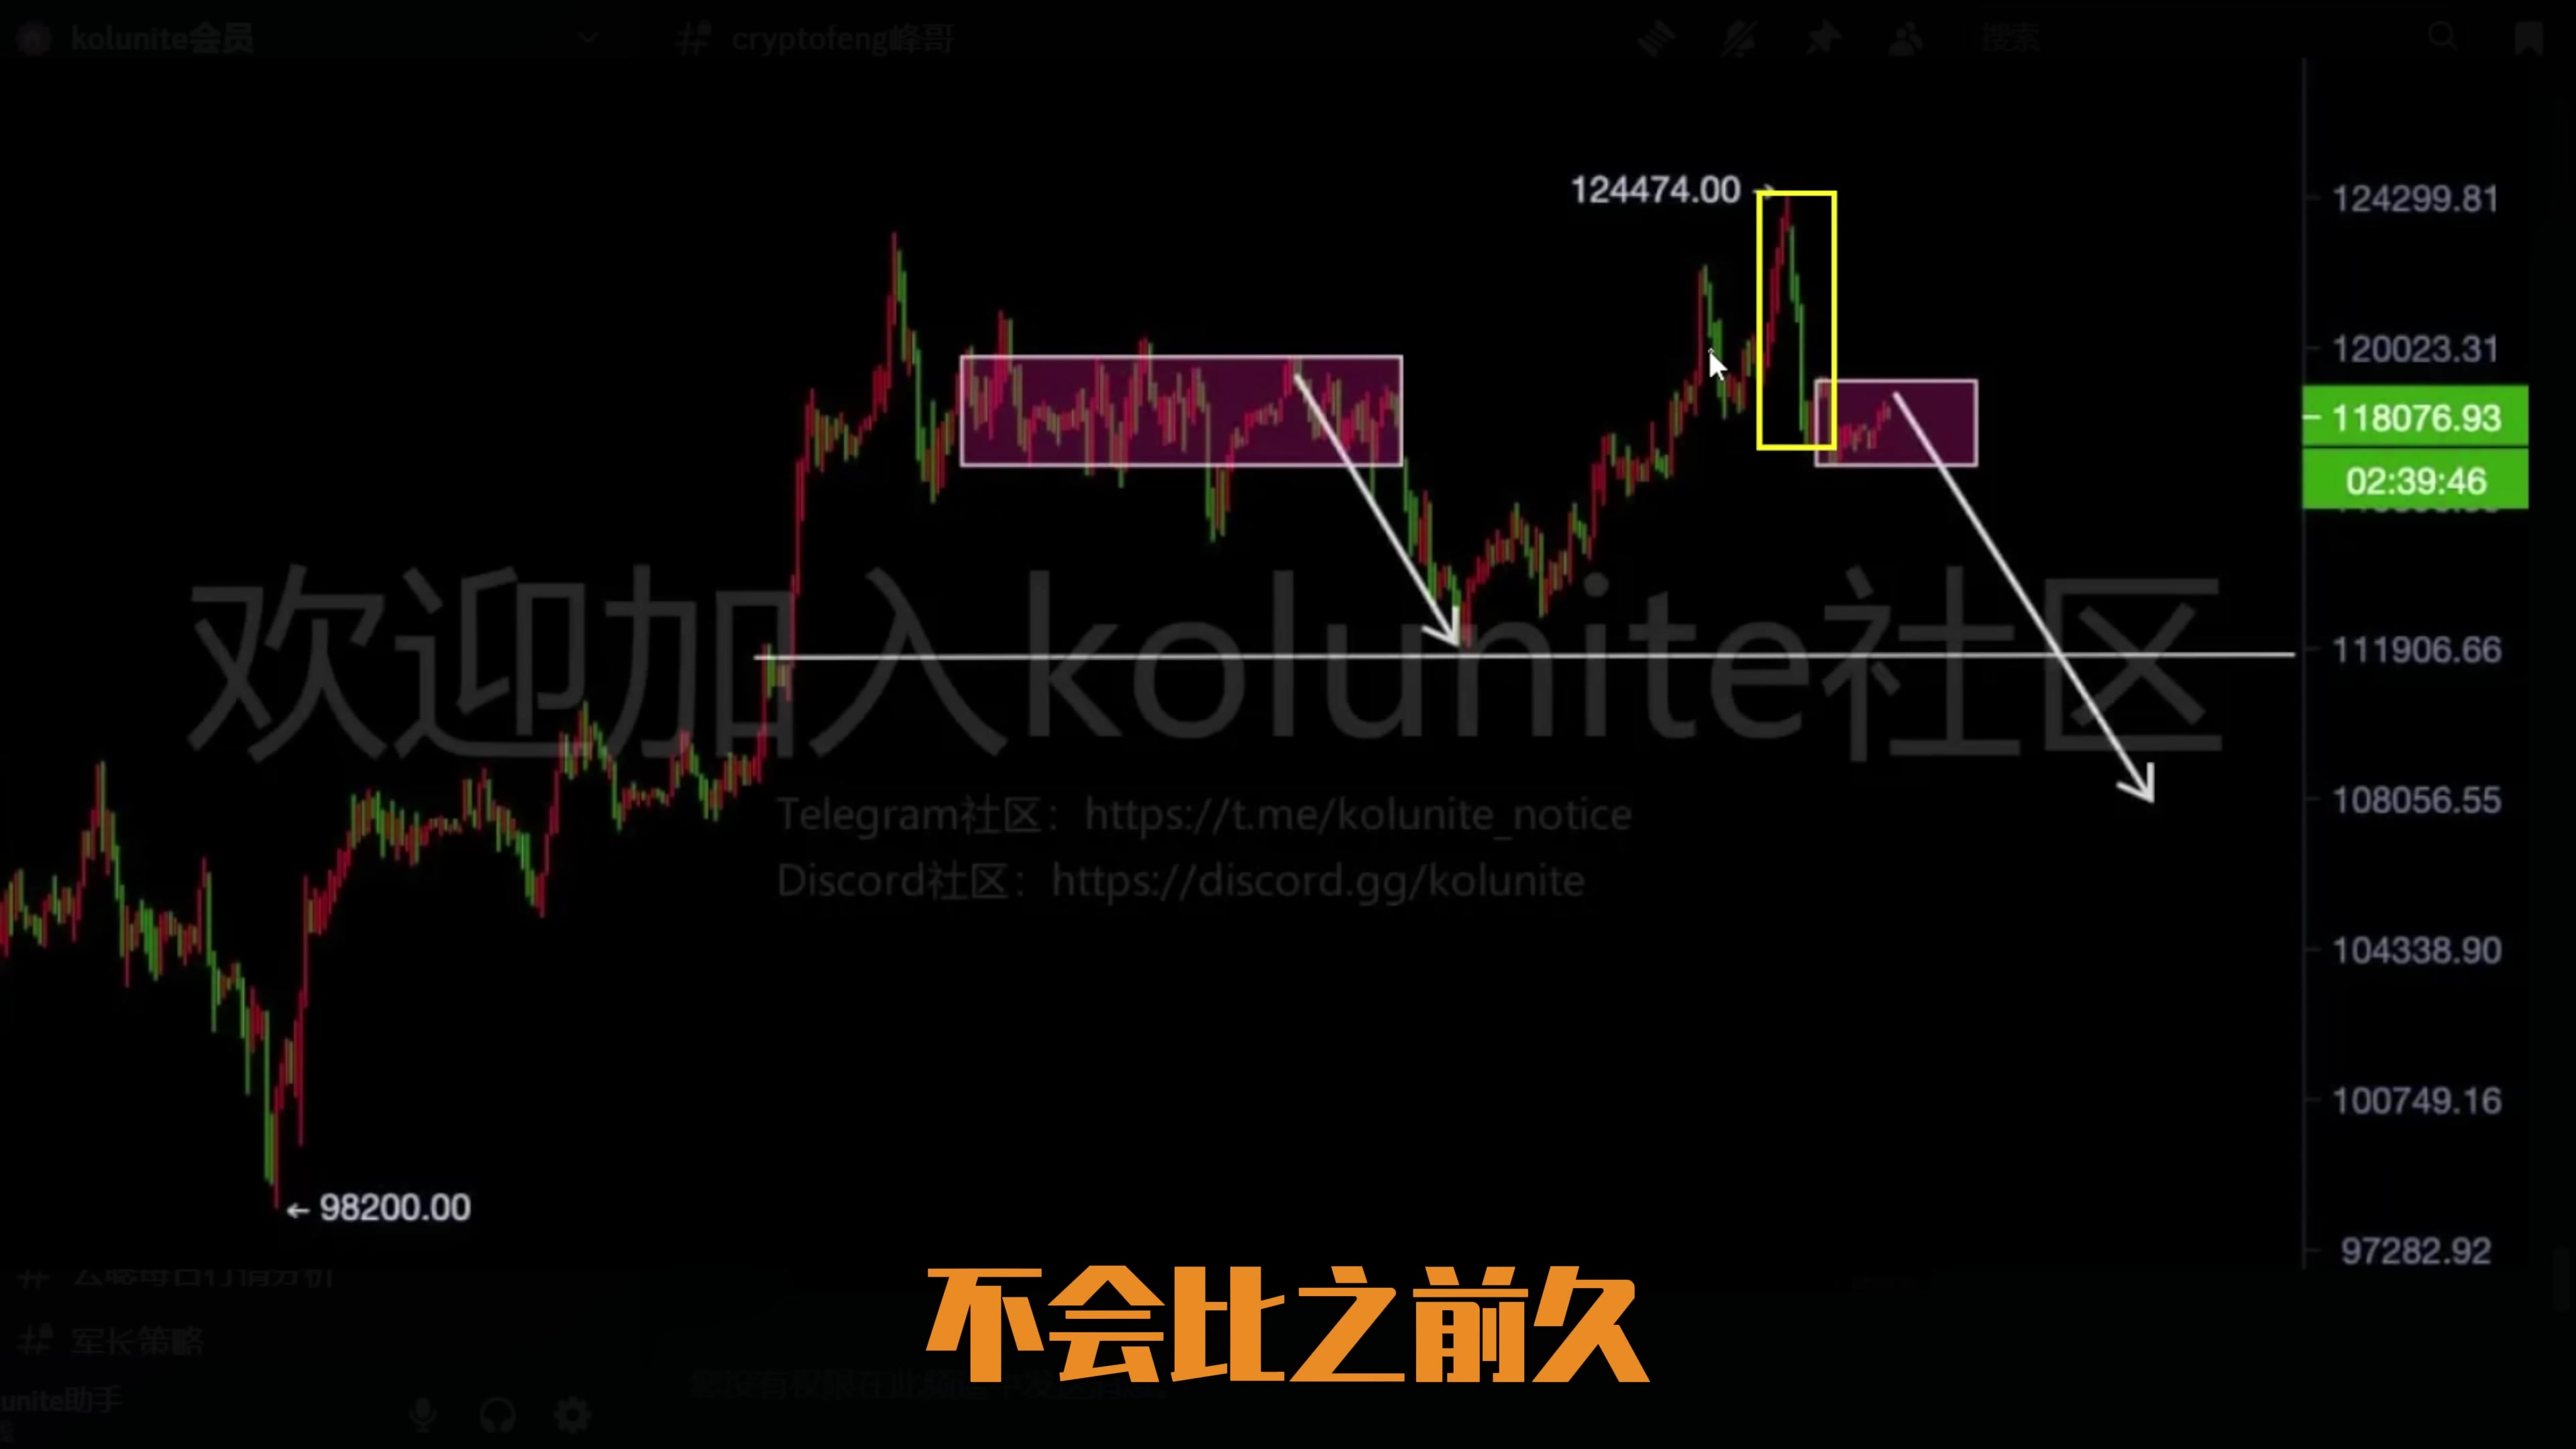 kolunite会员
cryptofeng峰哥
搜索
124474.00
124299.81
120023.31
118076.93
02:39:46
欢迎加入kolunite社区
111906.66
108056.55
Telegram社区：https://t.me/kolunite_notice
Discord社区：https://discord.gg/kolunite
104338.90
100749.16
98200.00
97282.92
不会比之前久
军长策略
unite助手